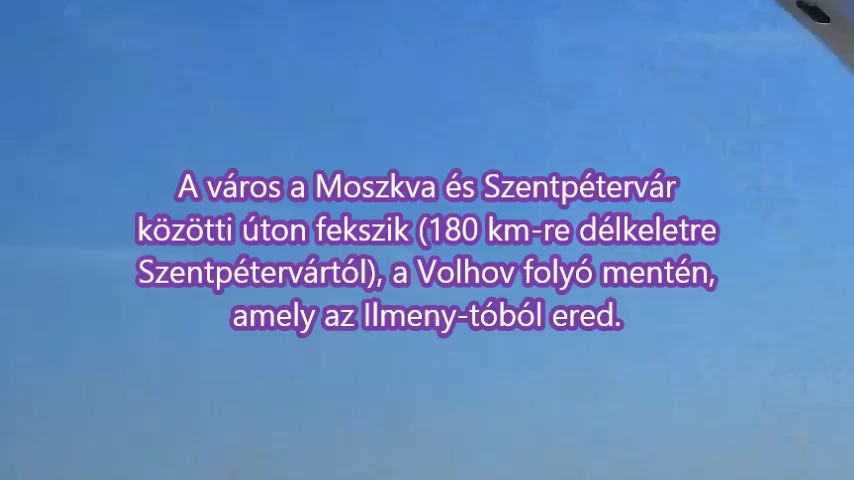 A város a Moszkva és Szentpétervár
közötti úton fekszik (180 km-re délkeletre
Szentpétervártól), a Volhov folyó mentén,
amely az Ilmeny-tóból ered.